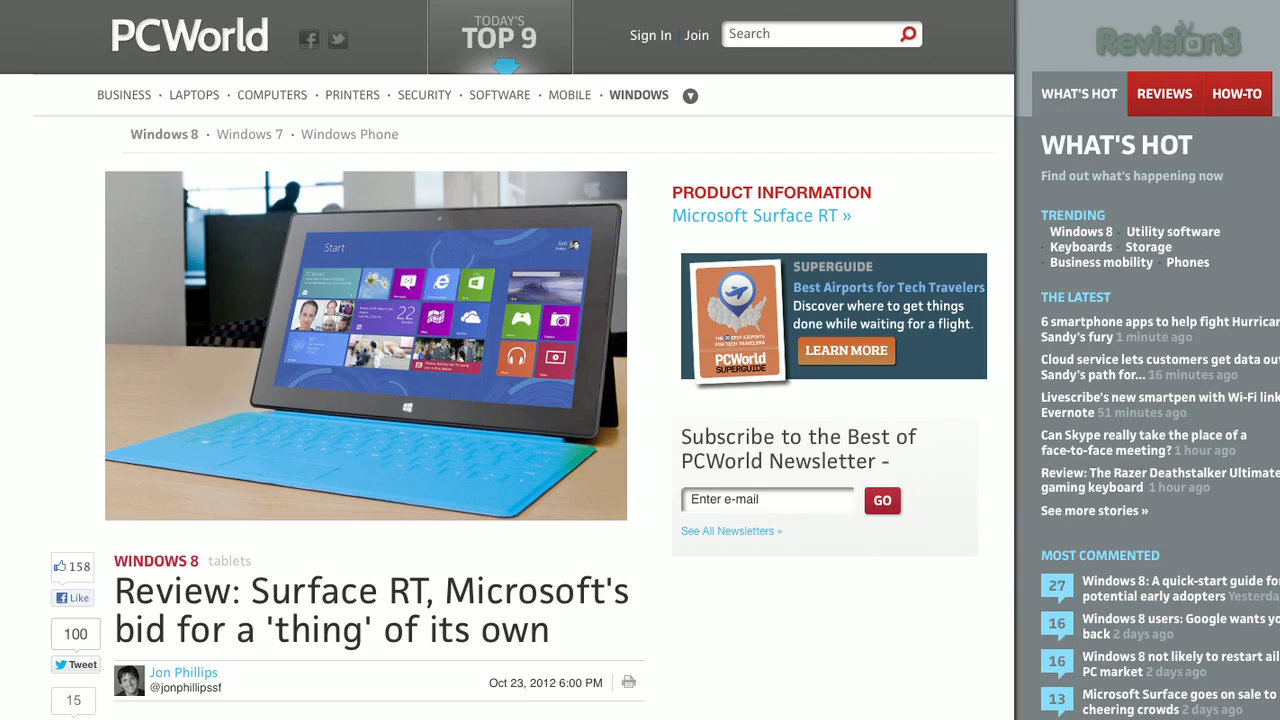 PCWorld
TODAY'S
TOP 9
Sign In | Join
Search
Revision3
BUSINESS · LAPTOPS · COMPUTERS · PRINTERS · SECURITY · SOFTWARE · MOBILE · WINDOWS
Windows 8 · Windows 7 · Windows Phone
Start
Jon
PCWorld
22
PRODUCT INFORMATION
Microsoft Surface RT »
SUPERGUIDE
Best Airports for Tech Travelers
Discover where to get things
done while waiting for a flight.
LEARN MORE
THE 20 BEST AIRPORTS
FOR TECH TRAVELERS
PCWorld
SUPERGUIDE
Subscribe to the Best of
PCWorld Newsletter -
Enter e-mail
GO
See All Newsletters »
158
Like
100
Tweet
15
WINDOWS 8 tablets
Review: Surface RT, Microsoft's
bid for a 'thing' of its own
Jon Phillips
@jonphillipssf
Oct 23, 2012 6:00 PM
WHAT'S HOT
REVIEWS
HOW-TO
WHAT'S HOT
Find out what's happening now
TRENDING
Windows 8 · Utility software
· Keyboards · Storage
· Business mobility · Phones
THE LATEST
6 smartphone apps to help fight Hurrican
Sandy's fury 1 minute ago
Cloud service lets customers get data ou
Sandy's path for... 16 minutes ago
Livescribe's new smartpen with Wi-Fi link
Evernote 51 minutes ago
Can Skype really take the place of a
face-to-face meeting? 1 hour ago
Review: The Razer Deathstalker Ultimate
gaming keyboard 1 hour ago
See more stories »
MOST COMMENTED
27
Windows 8: A quick-start guide fo
potential early adopters Yesterda
16
Windows 8 users: Google wants yo
back 2 days ago
16
Windows 8 not likely to restart ail
PC market 2 days ago
13
Microsoft Surface goes on sale to
cheering crowds 2 days ago